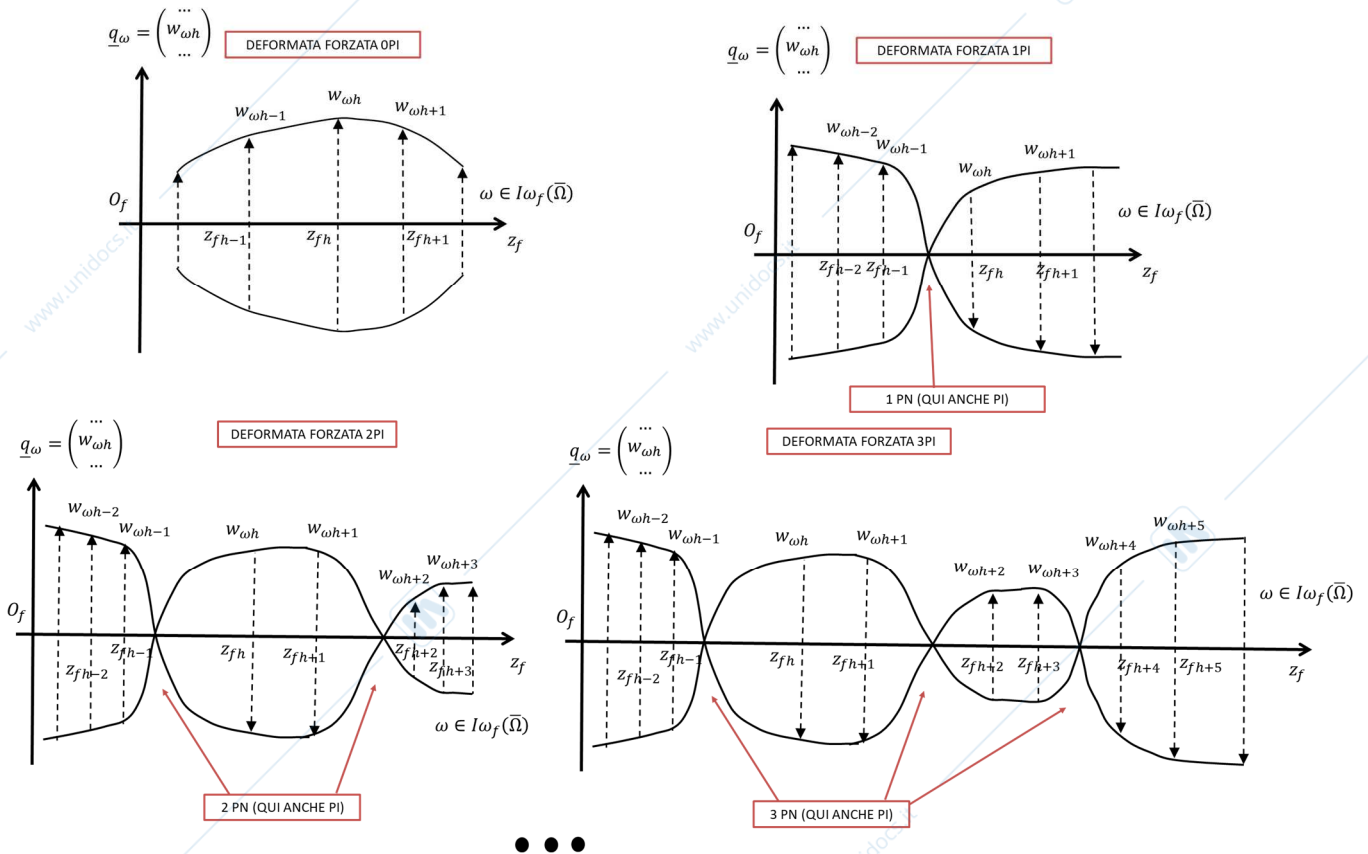 q_ω = ( ... w_ωh ... )
DEFORMATA FORZATA 0PI
w_ωh−1
w_ωh
w_ωh+1
O_f
ω ∈ Iω_f(Ω̅)
z_fh−1
z_fh
z_fh+1
z_f
q_ω = ( ... w_ωh ... )
DEFORMATA FORZATA 1PI
w_ωh−2
w_ωh−1
w_ωh
w_ωh+1
O_f
ω ∈ Iω_f(Ω̅)
z_fh−2
z_fh−1
z_fh
z_fh+1
z_f
1 PN (QUI ANCHE PI)
q_ω = ( ... w_ωh ... )
DEFORMATA FORZATA 2PI
w_ωh−2
w_ωh−1
w_ωh
w_ωh+1
w_ωh+2
w_ωh+3
O_f
z_fh−2
z_fh−1
z_fh
z_fh+1
z_fh+2
z_fh+3
z_f
ω ∈ Iω_f(Ω̅)
2 PN (QUI ANCHE PI)
q_ω = ( ... w_ωh ... )
DEFORMATA FORZATA 3PI
w_ωh−2
w_ωh−1
w_ωh
w_ωh+1
w_ωh+2
w_ωh+3
w_ωh+4
w_ωh+5
O_f
ω ∈ Iω_f(Ω̅)
z_fh−2
z_fh−1
z_fh
z_fh+1
z_fh+2
z_fh+3
z_fh+4
z_fh+5
z_f
3 PN (QUI ANCHE PI)
...
www.unidocs.it
www.unidocs.it